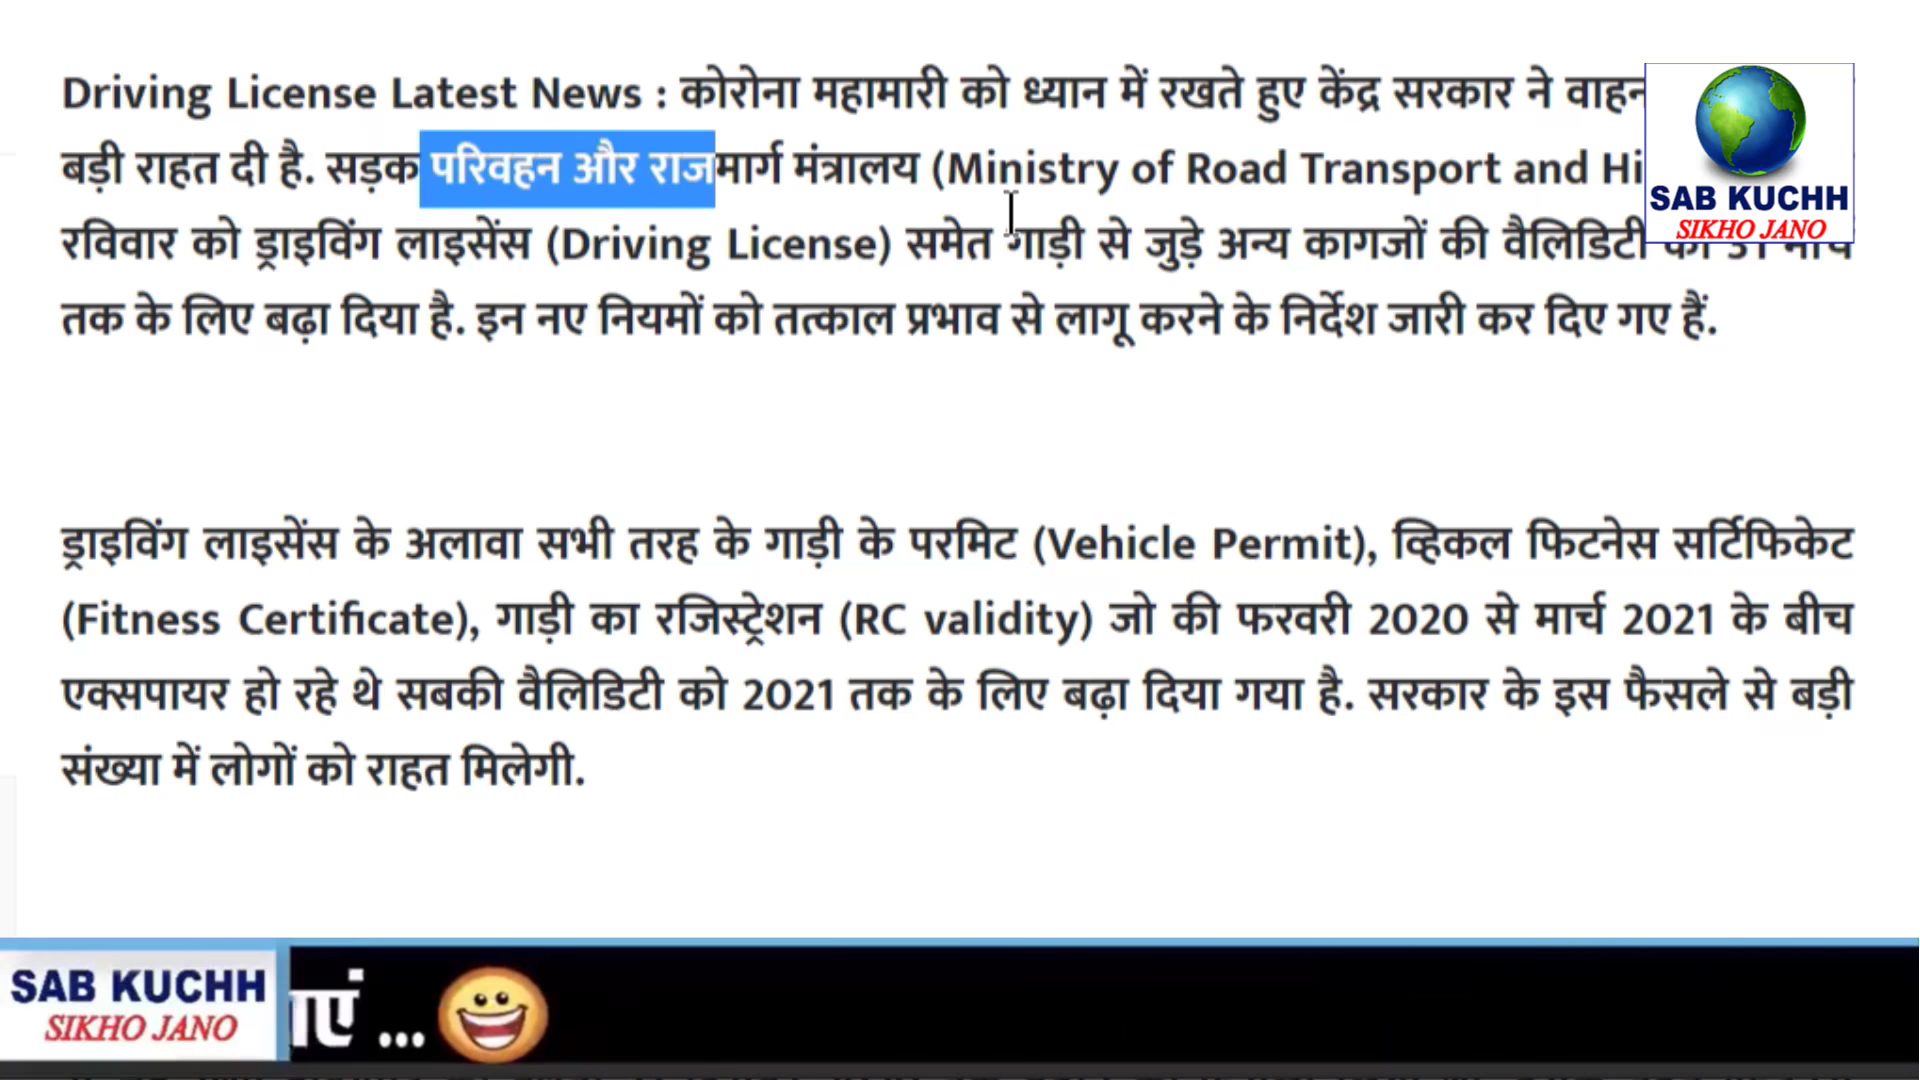 Driving License Latest News : कोरोना महामारी को ध्यान में रखते हुए केंद्र सरकार ने वाहन
बड़ी राहत दी है. सड़क परिवहन और राजमार्ग मंत्रालय (Ministry of Road Transport and Hi
SAB KUCHH
SIKHO JANO
रविवार को ड्राइविंग लाइसेंस (Driving License) समेत गाड़ी से जुड़े अन्य कागजों की वैलिडिटी को 31 मार्च
तक के लिए बढ़ा दिया है. इन नए नियमों को तत्काल प्रभाव से लागू करने के निर्देश जारी कर दिए गए हैं.
ड्राइविंग लाइसेंस के अलावा सभी तरह के गाड़ी के परमिट (Vehicle Permit), व्हिकल फिटनेस सर्टिफिकेट
(Fitness Certificate), गाड़ी का रजिस्ट्रेशन (RC validity) जो की फरवरी 2020 से मार्च 2021 के बीच
एक्सपायर हो रहे थे सबकी वैलिडिटी को 2021 तक के लिए बढ़ा दिया गया है. सरकार के इस फैसले से बड़ी
संख्या में लोगों को राहत मिलेगी.
SAB KUCHH
SIKHO JANO
ाएं ...